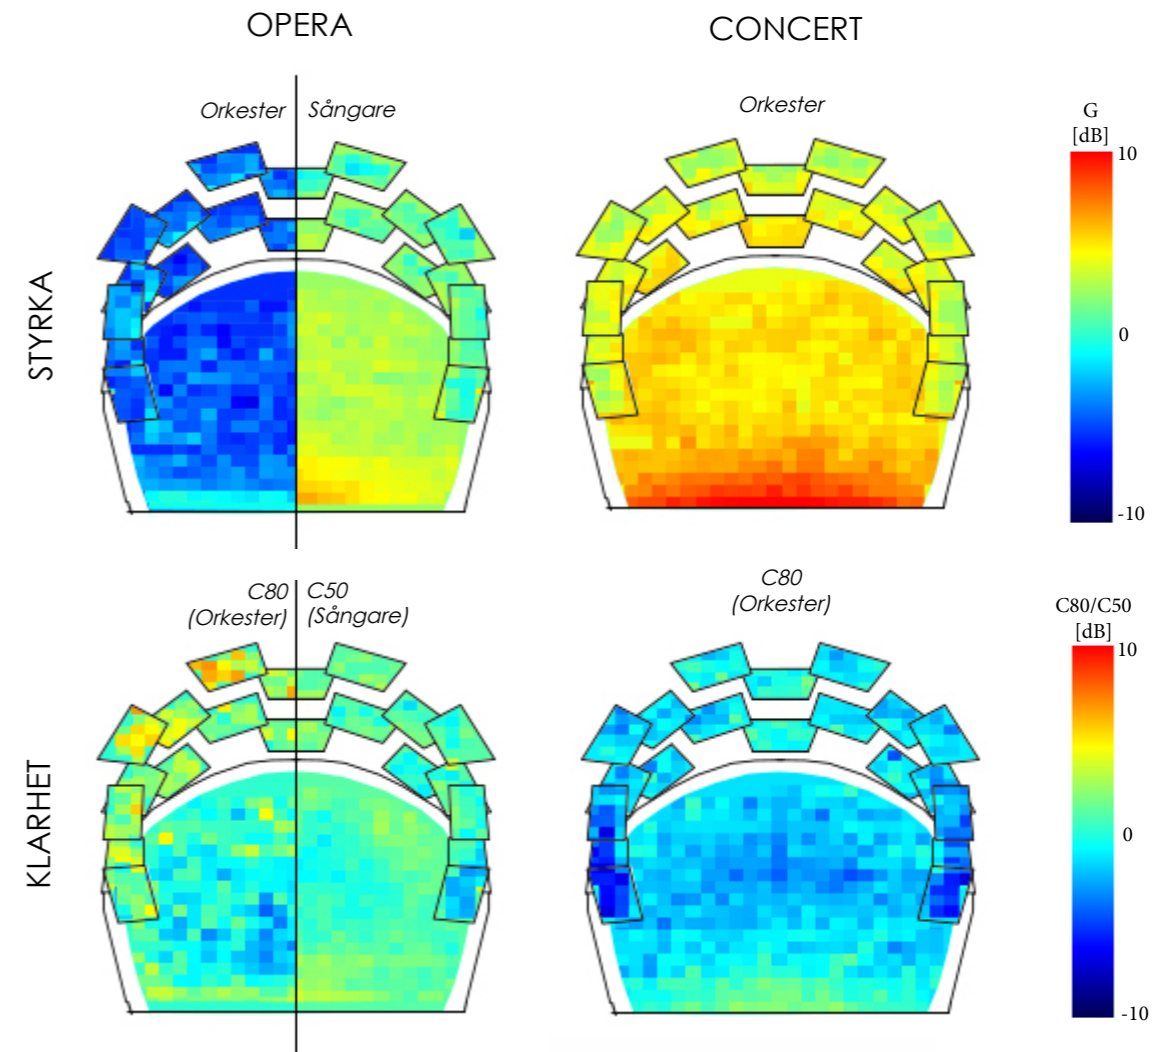 OPERA
CONCERT
Orkester
Sångare
Orkester
G
[dB]
10
0
-10
STYRKA
C80
(Orkester)
C50
(Sångare)
C80
(Orkester)
C80/C50
[dB]
10
0
-10
KLARHET